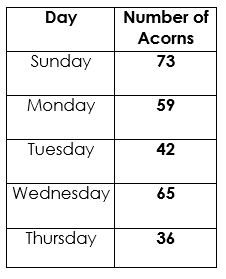 Day Number of
Acorns
Sunday 73
Monday 59
Tuesday 42
Wednesday 65
Thursday 36